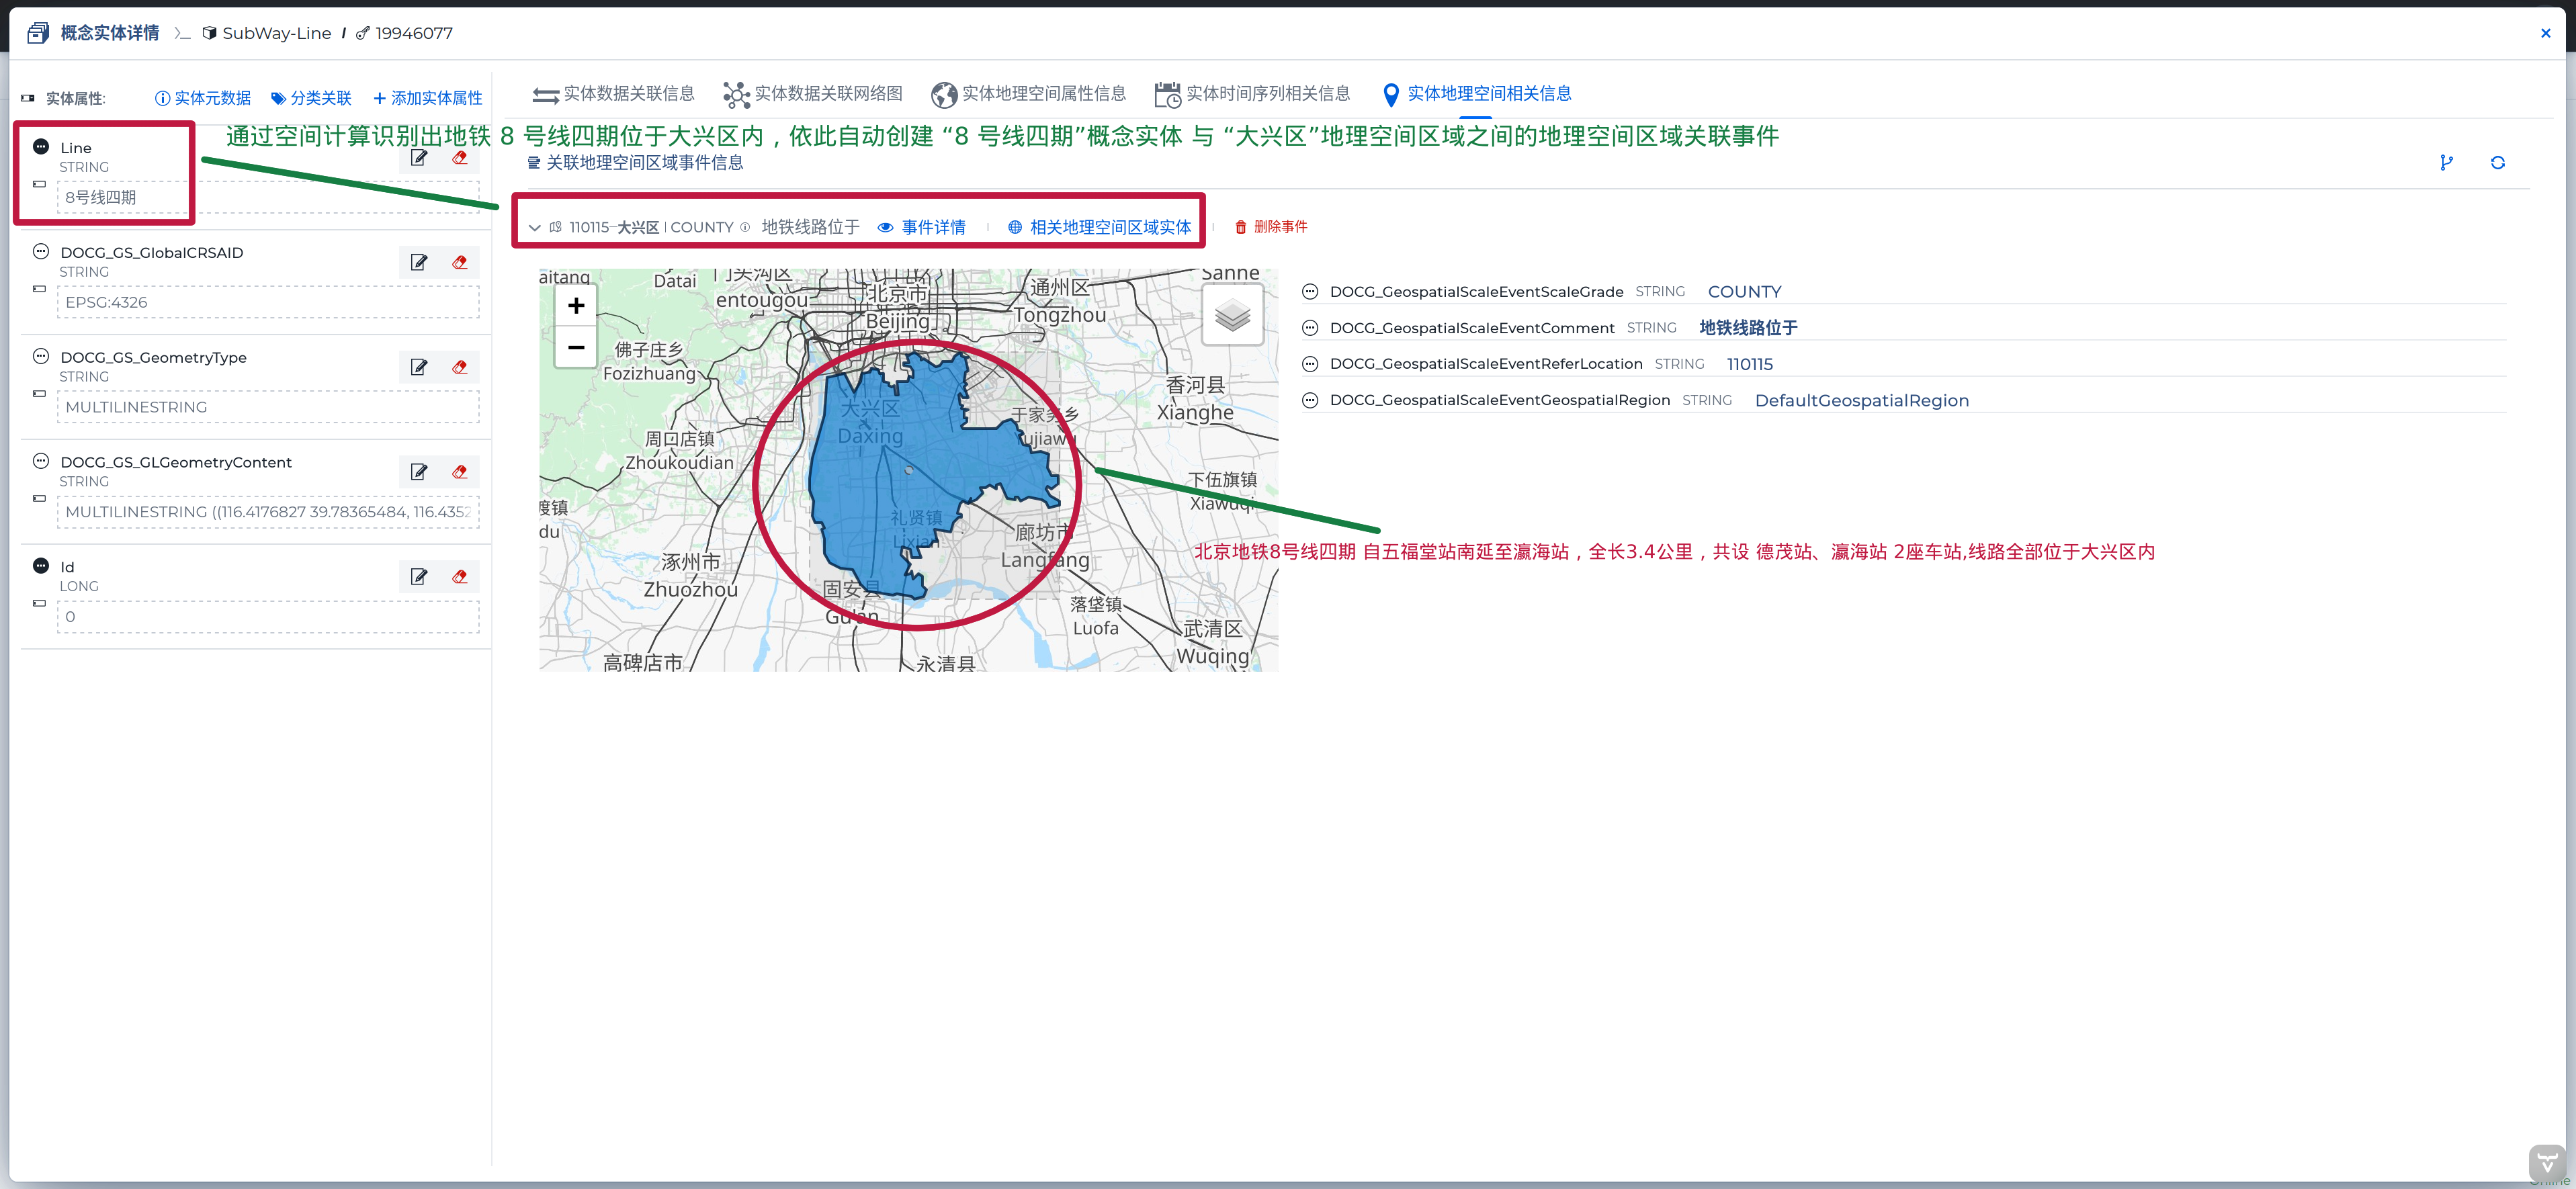 概念实体详情 SubWay-Line / 19946077
实体属性: 实体元数据 分类关联 + 添加实体属性
实体数据关联信息 实体数据关联网络图 实体地理空间属性信息 实体时间序列相关信息 实体地理空间相关信息
通过空间计算识别出地铁 8 号线四期位于大兴区内，依此自动创建 “8 号线四期”概念实体 与 “大兴区”地理空间区域之间的地理空间区域关联事件
Line
STRING
8号线四期
DOCG_GS_GlobalCRSAID
STRING
EPSG:4326
DOCG_GS_GeometryType
STRING
MULTILINESTRING
DOCG_GS_GLGeometryContent
STRING
MULTILINESTRING ((116.4176827 39.78365484, 116.4352
Id
LONG
0
关联地理空间区域事件信息
110115-大兴区 | COUNTY 地铁线路位于 事件详情 相关地理空间区域实体 删除事件
aitang
Datai
门头沟区
entougou
北京市
Beijing
通州区
Tongzhou
Sanhe
+
−
佛子庄乡
Fozizhuang
香河县
Xianghe
大兴区
Daxing
于家务乡
Yujiawu
周口店镇
Zhoukoudian
下伍旗镇
Xiawuqi
渡镇
du
礼贤镇
Lixian
廊坊市
Langfang
涿州市
Zhuozhou
固安县
Gu'an
落垡镇
Luofa
武清区
Wuqing
高碑店市
永清县
DOCG_GeospatialScaleEventScaleGrade STRING COUNTY
DOCG_GeospatialScaleEventComment STRING 地铁线路位于
DOCG_GeospatialScaleEventReferLocation STRING 110115
DOCG_GeospatialScaleEventGeospatialRegion STRING DefaultGeospatialRegion
北京地铁8号线四期 自五福堂站南延至瀛海站，全长3.4公里，共设 德茂站、瀛海站 2座车站,线路全部位于大兴区内
Online